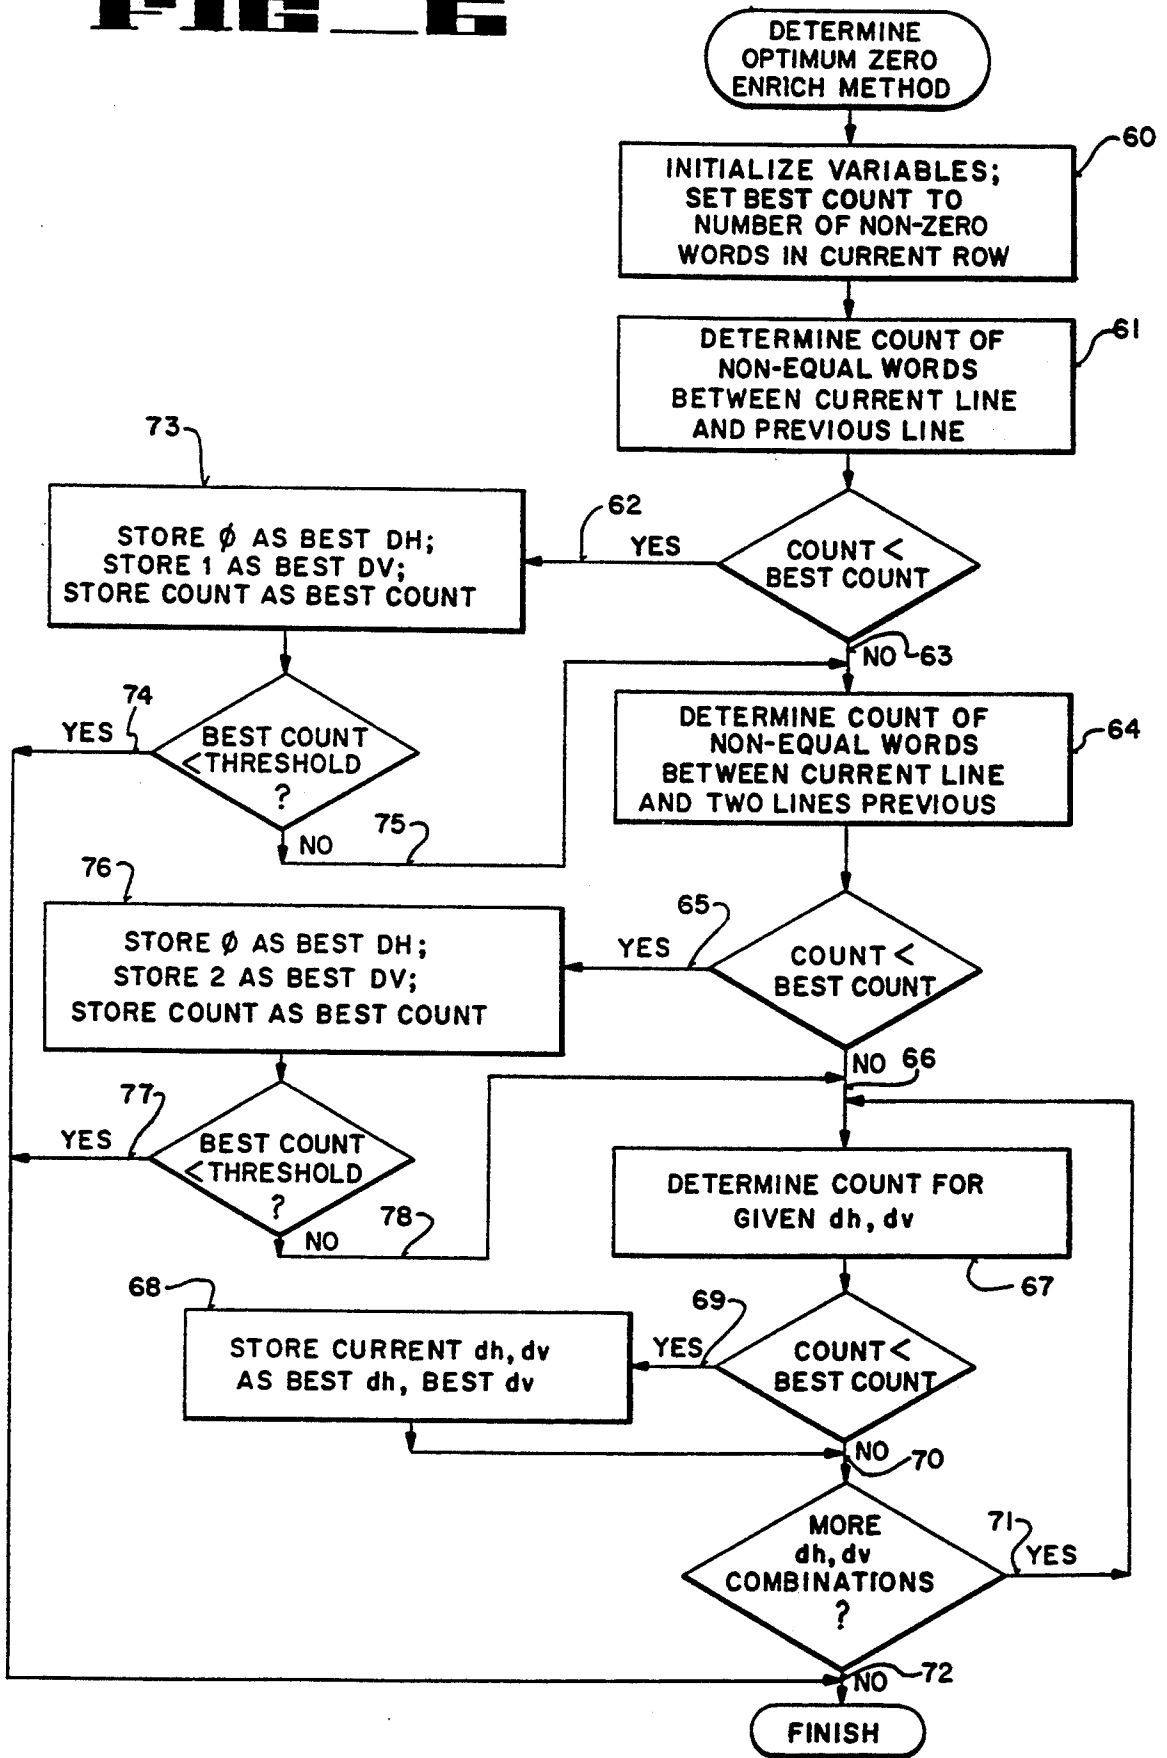 FIG_6
DETERMINE
OPTIMUM ZERO
ENRICH METHOD
60
INITIALIZE VARIABLES;
SET BEST COUNT TO
NUMBER OF NON-ZERO
WORDS IN CURRENT ROW
61
DETERMINE COUNT OF
NON-EQUAL WORDS
BETWEEN CURRENT LINE
AND PREVIOUS LINE
73
62
YES
COUNT <
BEST COUNT
STORE ϕ AS BEST DH;
STORE 1 AS BEST DV;
STORE COUNT AS BEST COUNT
NO 63
74
YES
BEST COUNT
< THRESHOLD
?
NO
75
DETERMINE COUNT OF
NON-EQUAL WORDS
BETWEEN CURRENT LINE
AND TWO LINES PREVIOUS
64
76
65
YES
COUNT <
BEST COUNT
STORE ϕ AS BEST DH;
STORE 2 AS BEST DV;
STORE COUNT AS BEST COUNT
NO 66
77
YES
BEST COUNT
< THRESHOLD
?
NO
78
DETERMINE COUNT FOR
GIVEN dh, dv
67
68
69
YES
COUNT <
BEST COUNT
STORE CURRENT dh, dv
AS BEST dh, BEST dv
NO 70
MORE
dh, dv
COMBINATIONS
?
71
YES
NO 72
FINISH